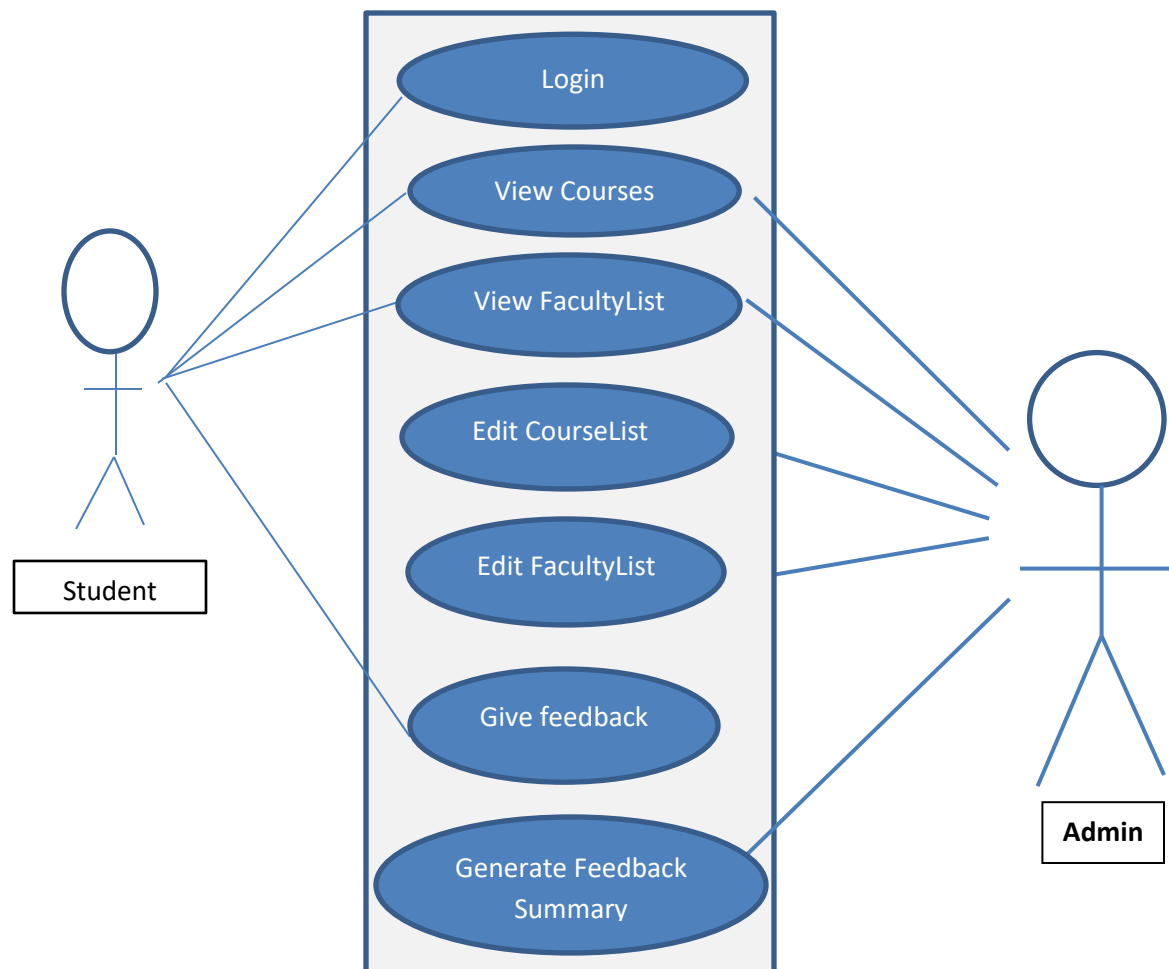 Login
View Courses
View FacultyList
Edit CourseList
Edit FacultyList
Student
Give feedback
Admin
Generate Feedback
Summary